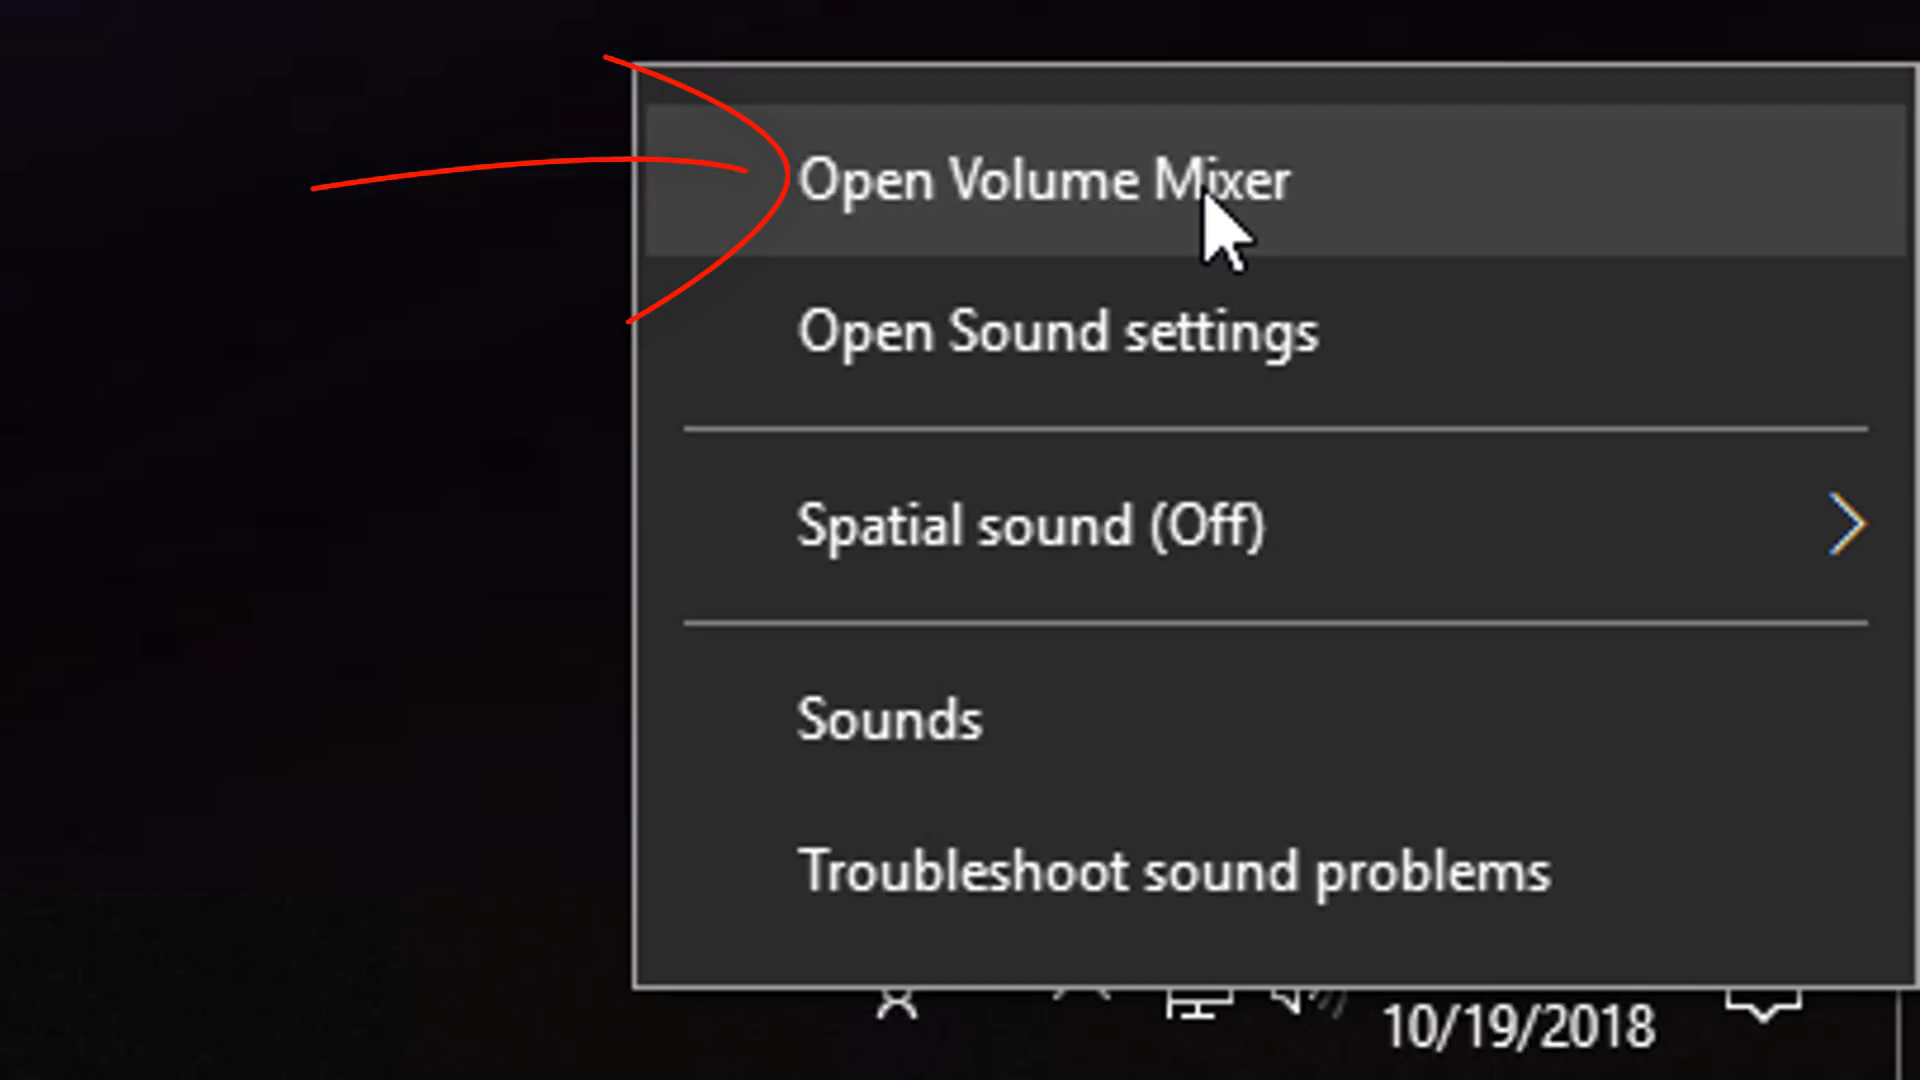 Open Volume Mixer
Open Sound settings
Spatial sound (Off)
Sounds
Troubleshoot sound problems
10/19/2018